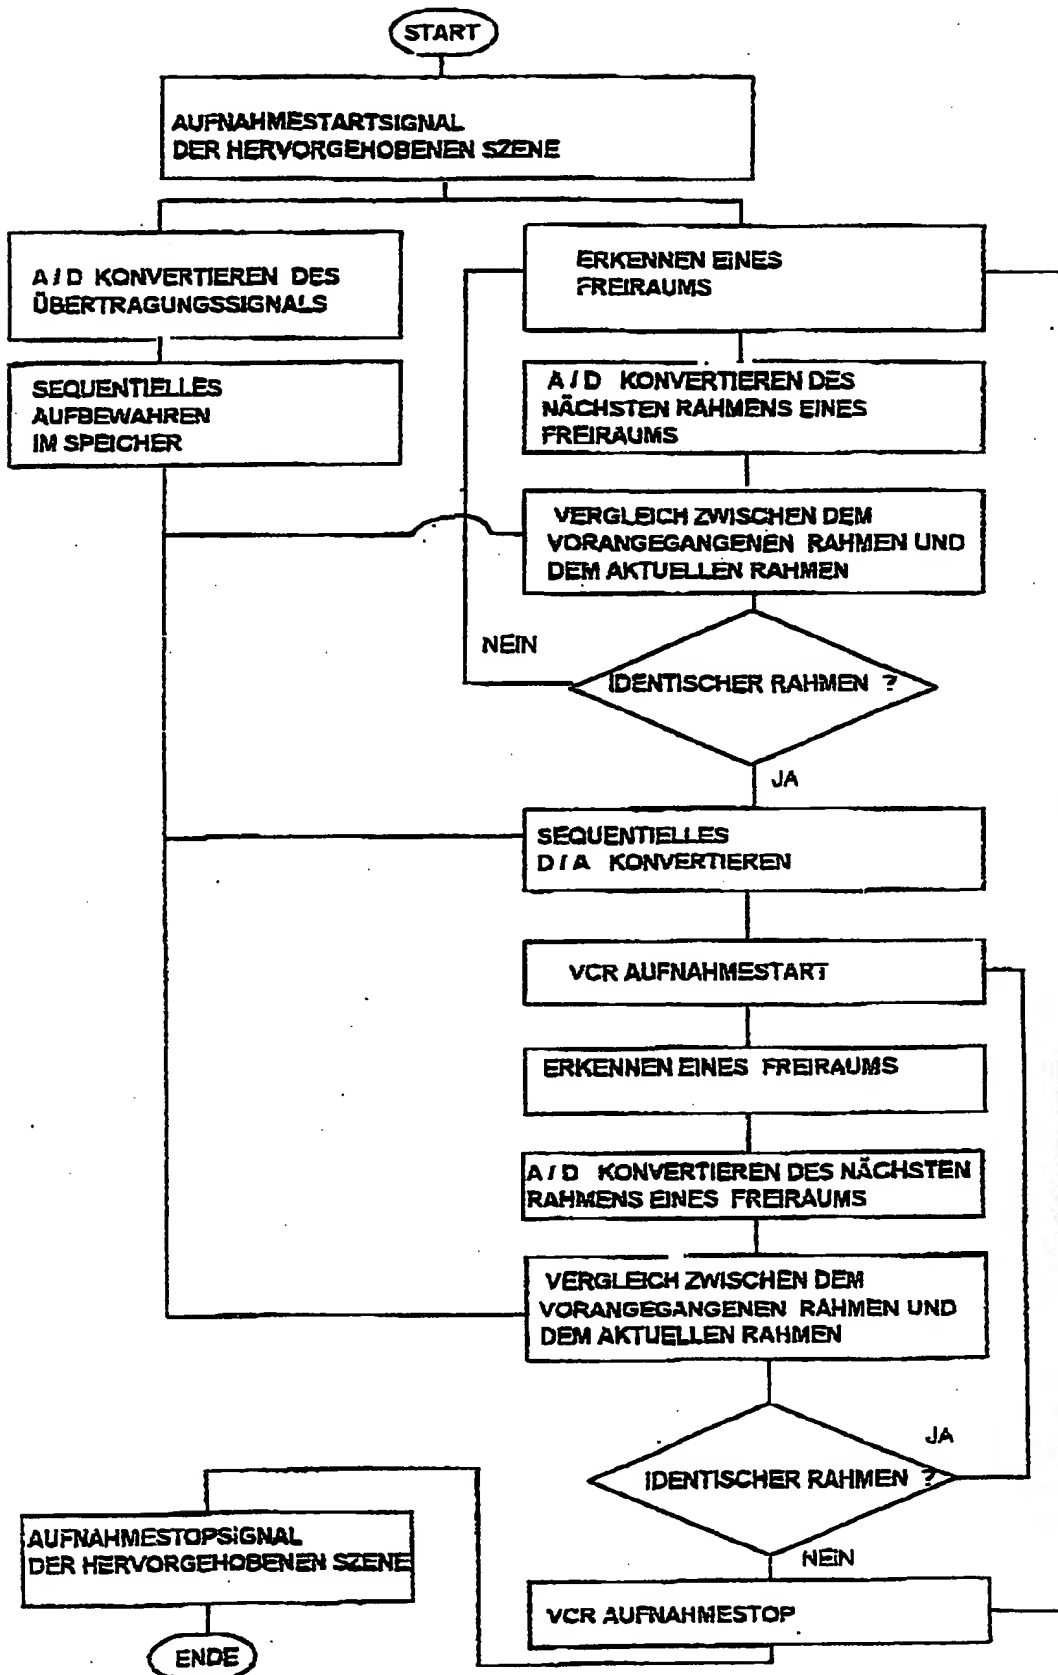 START
AUFNAHMESTARTSIGNAL
DER HERVORGEHOBENEN SZENE
A / D KONVERTIEREN DES
ÜBERTRAGUNGSSIGNALS
SEQUENTIELLES
AUFBEWAHREN
IM SPEICHER
ERKENNEN EINES
FREIRAUMS
A / D KONVERTIEREN DES
NÄCHSTEN RAHMENS EINES
FREIRAUMS
VERGLEICH ZWISCHEN DEM
VORANGEGANGENEN RAHMEN UND
DEM AKTUELLEN RAHMEN
NEIN
IDENTISCHER RAHMEN ?
JA
SEQUENTIELLES
D / A KONVERTIEREN
VCR AUFNAHMESTART
ERKENNEN EINES FREIRAUMS
A / D KONVERTIEREN DES NÄCHSTEN
RAHMENS EINES FREIRAUMS
VERGLEICH ZWISCHEN DEM
VORANGEGANGENEN RAHMEN UND
DEM AKTUELLEN RAHMEN
JA
IDENTISCHER RAHMEN ?
NEIN
VCR AUFNAHMESTOP
AUFNAHMESTOPSIGNAL
DER HERVORGEHOBENEN SZENE
ENDE